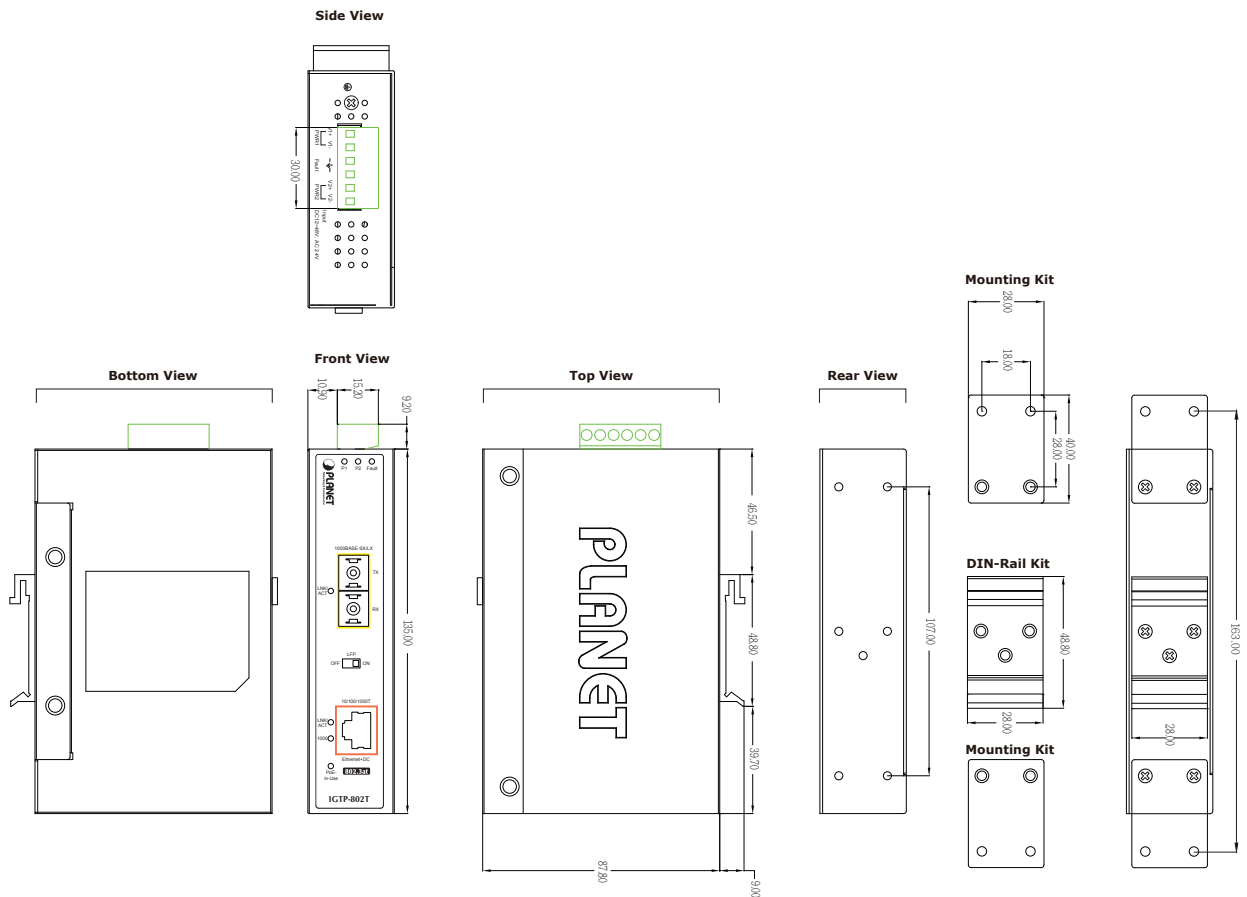 Side View
V1+ V1-
PWR1
Fault
V2+ V2-
PWR2
Input
DC12~48V, AC 24V
30.00
Mounting Kit
28.00
18.00
28.00
40.00
Bottom View
Front View
10.90
15.20
9.20
Top View
Rear View
P1 P2 Fault
PLANET
1000BASE-SX/LX
TX
LNK/
ACT
RX
LFP
OFF ON
10/100/1000T
LNK/
ACT
1000
Ethernet+DC
PoE-
in-Use
802.3at
IGTP-802T
135.00
PLANET
46.50
48.80
39.70
87.80
9.00
107.00
DIN-Rail Kit
48.80
28.00
Mounting Kit
28.00
163.00